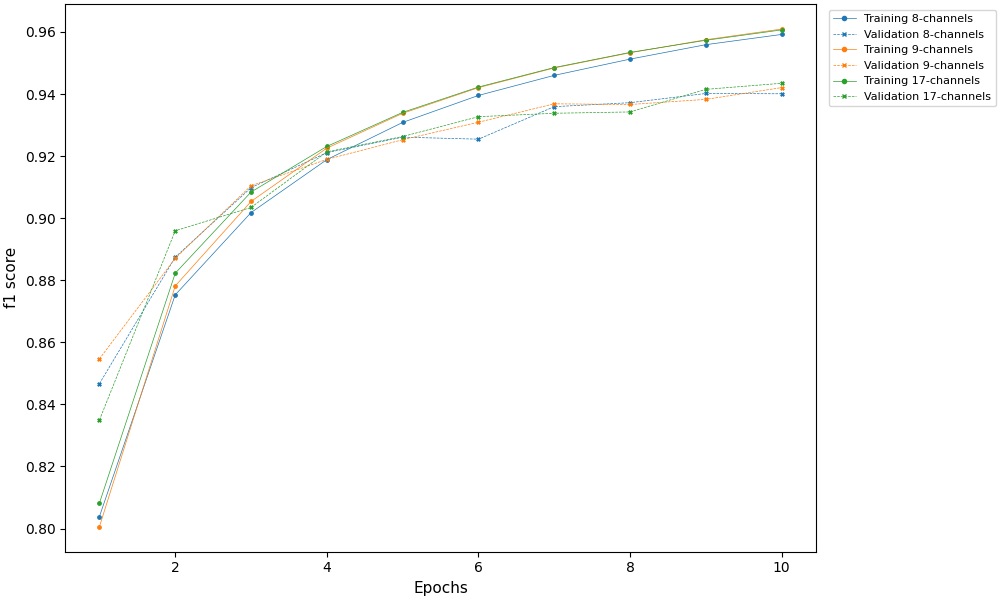 0.96
0.94
0.92
0.90
0.88
0.86
0.84
0.82
0.80
f1 score
2
4
6
8
10
Epochs
Training 8-channels
Validation 8-channels
Training 9-channels
Validation 9-channels
Training 17-channels
Validation 17-channels